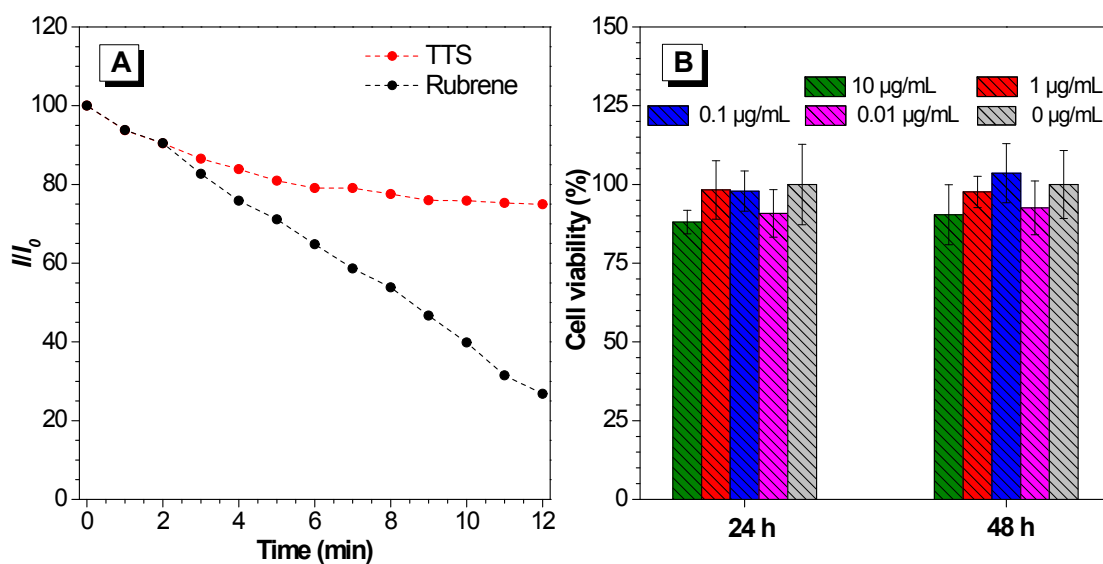 A
TTS
Rubrene
120
100
80
60
40
20
0
I/I0
0 2 4 6 8 10 12
Time (min)
B
10 µg/mL 1 µg/mL
0.1 µg/mL 0.01 µg/mL 0 µg/mL
150
125
100
75
50
25
0
Cell viability (%)
24 h 48 h